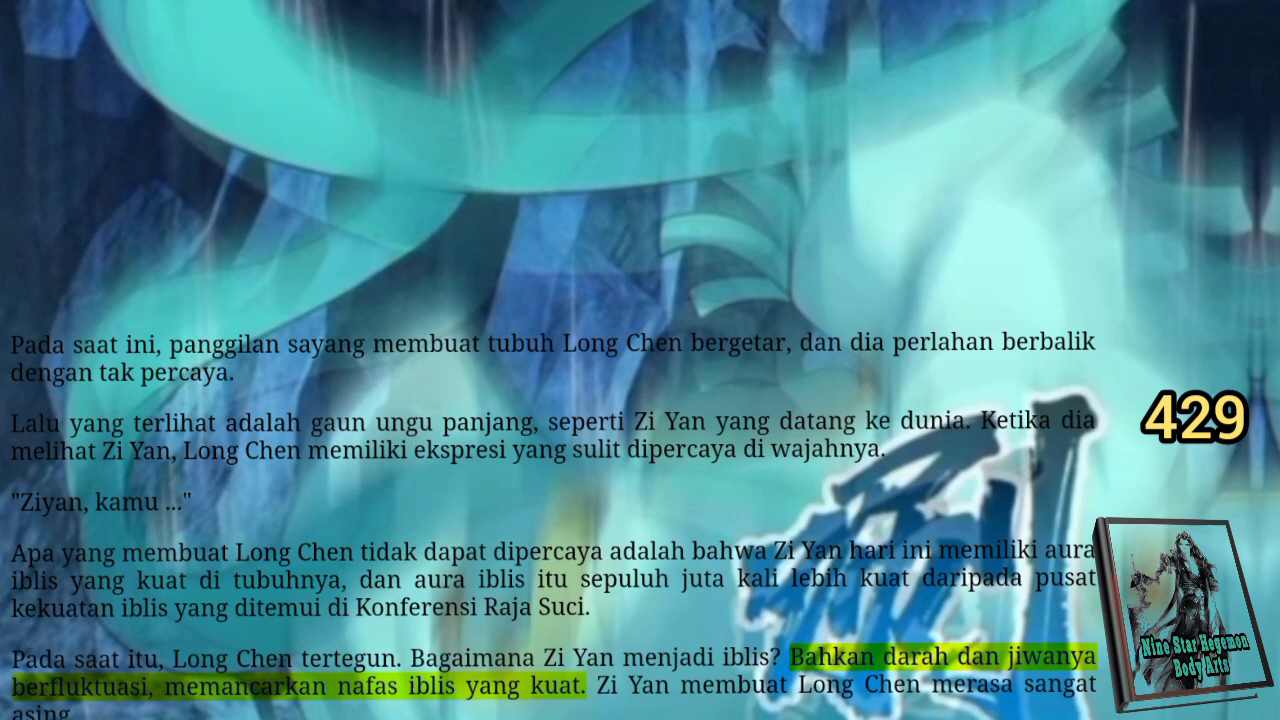 Pada saat ini, panggilan sayang membuat tubuh Long Chen bergetar, dan dia perlahan berbalik
dengan tak percaya.
Lalu yang terlihat adalah gaun ungu panjang, seperti Zi Yan yang datang ke dunia. Ketika dia
melihat Zi Yan, Long Chen memiliki ekspresi yang sulit dipercaya di wajahnya.
"Ziyan, kamu ..."
Apa yang membuat Long Chen tidak dapat dipercaya adalah bahwa Zi Yan hari ini memiliki aura
iblis yang kuat di tubuhnya, dan aura iblis itu sepuluh juta kali lebih kuat daripada pusat
kekuatan iblis yang ditemui di Konferensi Raja Suci.
Pada saat itu, Long Chen tertegun. Bagaimana Zi Yan menjadi iblis? Bahkan darah dan jiwanya
berfluktuasi, memancarkan nafas iblis yang kuat. Zi Yan membuat Long Chen merasa sangat
asing.
429
Nine Star Hegemon
Body Arts